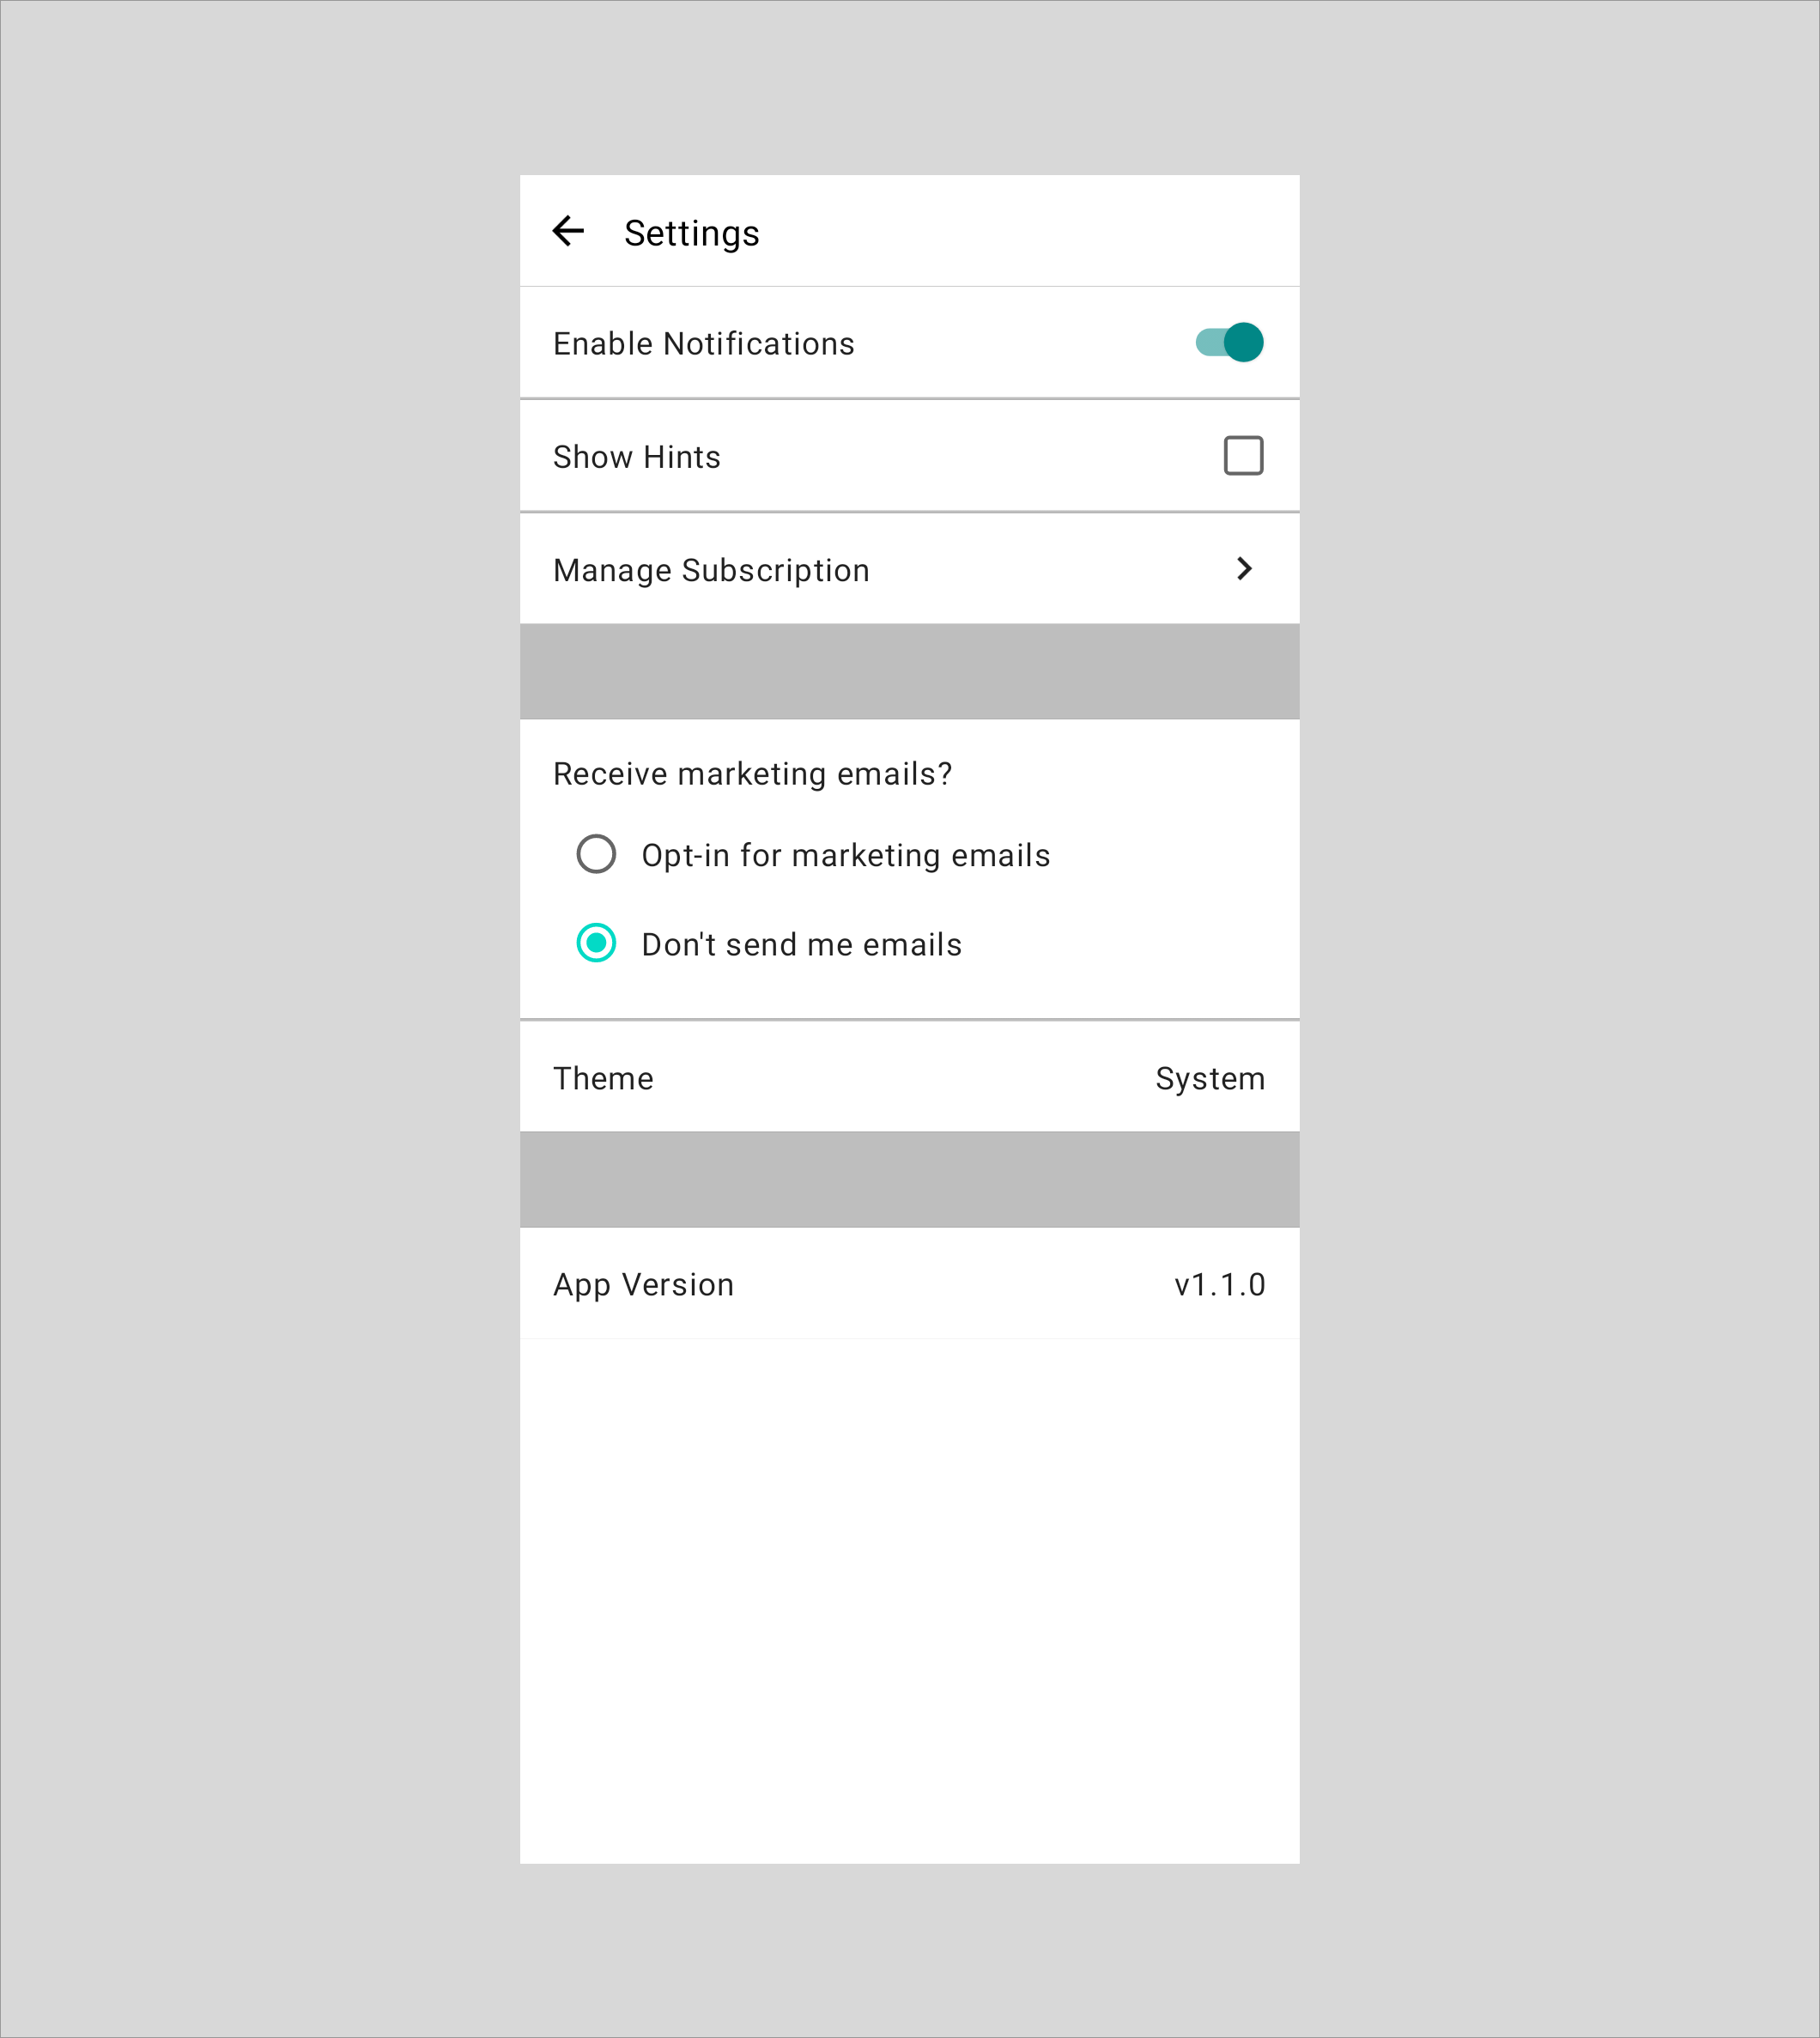 Settings
Enable Notifications
Show Hints
Manage Subscription
Receive marketing emails?
Opt-in for marketing emails
Don't send me emails
Theme System
App Version v1.1.0